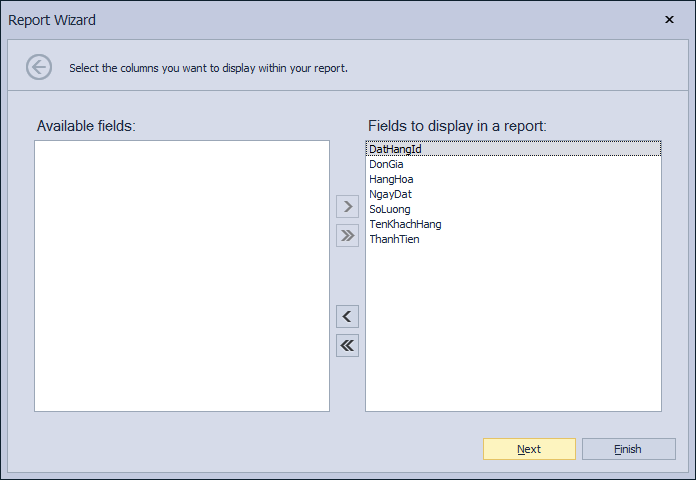 Report Wizard
Select the columns you want to display within your report.
Available fields:
Fields to display in a report:
DatHangId
DonGia
HangHoa
NgayDat
SoLuong
TenKhachHang
ThanhTien
Next
Finish